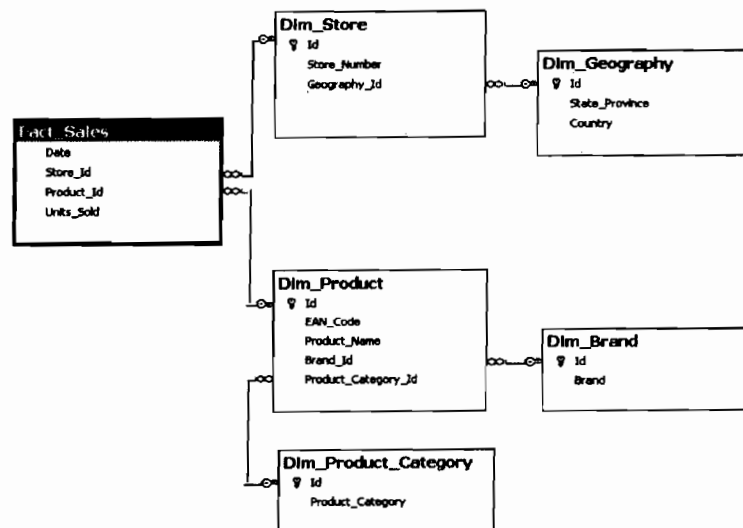 Dim_Store
Id
Store_Number
Geography_Id
Dim_Geography
Id
State_Province
Country
Fact_Sales
Date
Store_Id
Product_Id
Units_Sold
Dim_Product
Id
EAN_Code
Product_Name
Brand_Id
Product_Category_Id
Dim_Brand
Id
Brand
Dim_Product_Category
Id
Product_Category